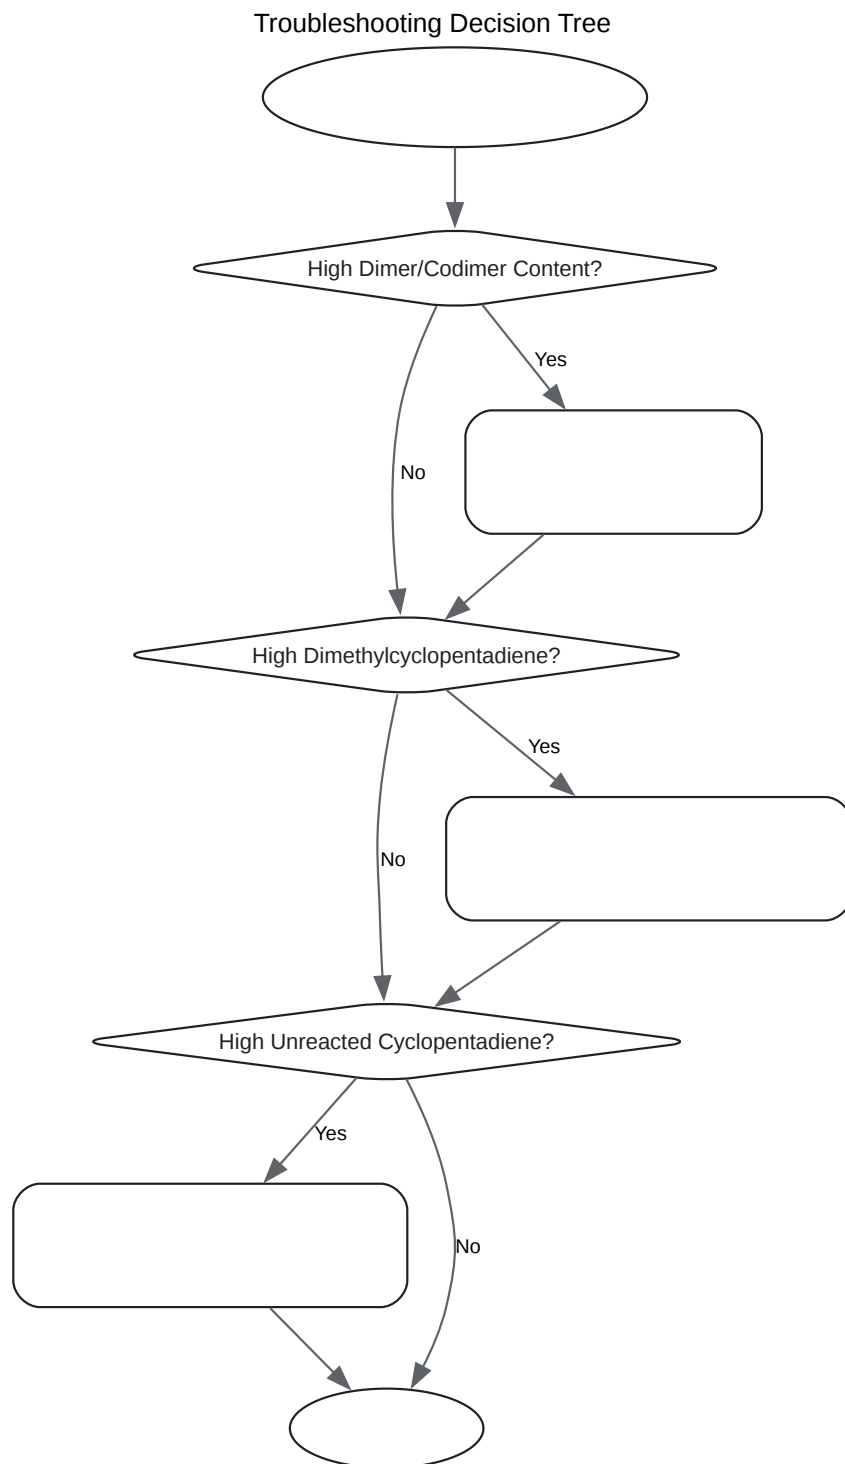 Troubleshooting Decision Tree
High Dimer/Codimer Content?
Yes
No
High Dimethylcyclopentadiene?
Yes
No
High Unreacted Cyclopentadiene?
Yes
No